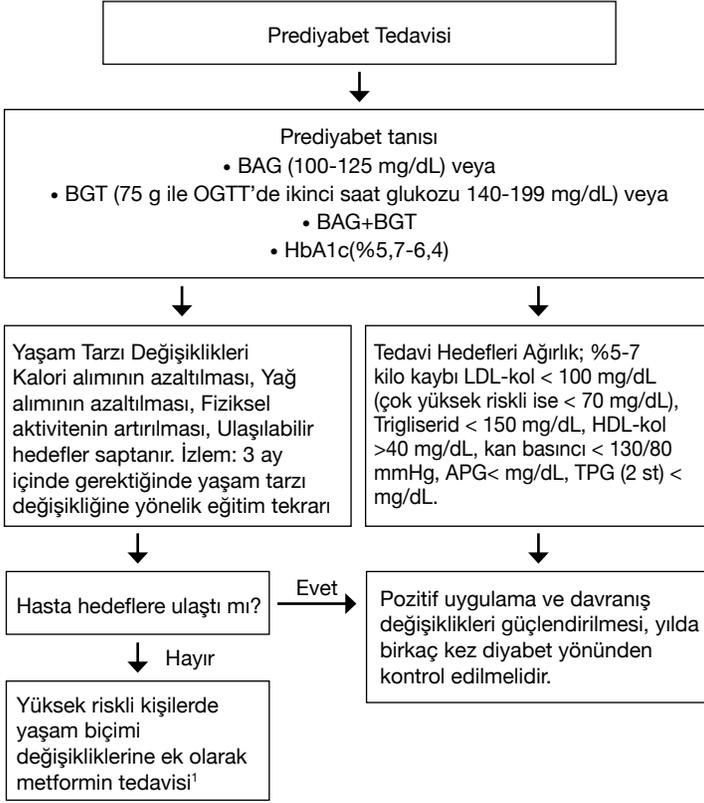 Prediyabet Tedavisi
Prediyabet tanısı
• BAG (100-125 mg/dL) veya
• BGT (75 g ile OGTT’de ikinci saat glukozu 140-199 mg/dL) veya
• BAG+BGT
• HbA1c(%5,7-6,4)
Yaşam Tarzı Değişiklikleri
Kalori alımının azaltılması, Yağ
alımının azaltılması, Fiziksel
aktivitenin artırılması, Ulaşılabilir
hedefler saptanır. İzlem: 3 ay
içinde gerektiğinde yaşam tarzı
değişikliğine yönelik eğitim tekrarı
Tedavi Hedefleri Ağırlık; %5-7
kilo kaybı LDL-kol < 100 mg/dL
(çok yüksek riskli ise < 70 mg/dL),
Trigliserid < 150 mg/dL, HDL-kol
>40 mg/dL, kan basıncı < 130/80
mmHg, APG< mg/dL, TPG (2 st) <
mg/dL.
Hasta hedeflere ulaştı mı?
Evet
Pozitif uygulama ve davranış
değişiklikleri güçlendirilmesi, yılda
birkaç kez diyabet yönünden
kontrol edilmelidir.
Hayır
Yüksek riskli kişilerde
yaşam biçimi
değişikliklerine ek olarak
metformin tedavisi¹